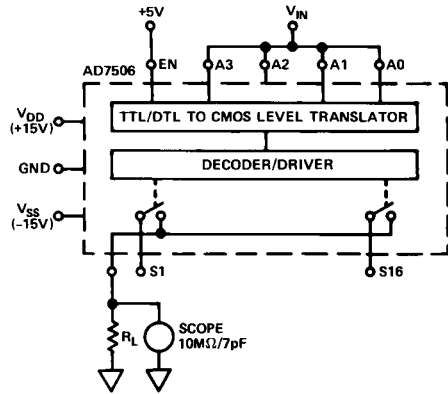 +5V
VIN
AD7506
EN
A3
A2
A1
A0
VDD
(+15V)
TTL/DTL TO CMOS LEVEL TRANSLATOR
GND
DECODER/DRIVER
VSS
(–15V)
S1
S16
RL
SCOPE
10MΩ/7pF